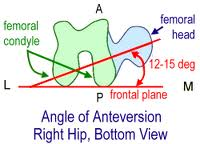 A
femoral
condyle
femoral
head
12-15 deg
L
M
P
frontal plane
Angle of Anteversion
Right Hip, Bottom View